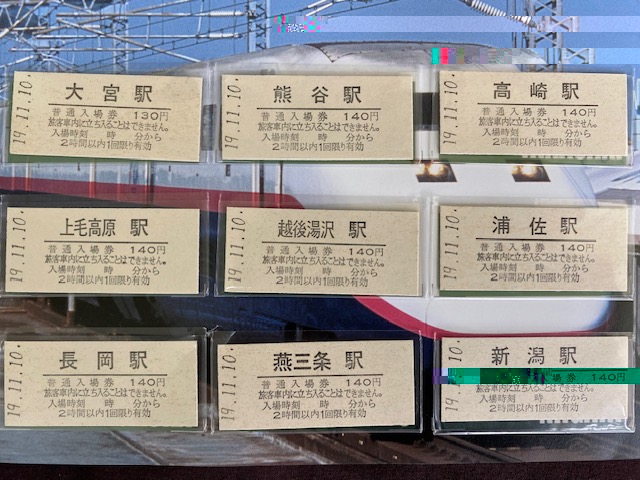 大宮駅
普通入場券 130円
旅客車内に立ち入ることはできません。
入場時刻 時 分から
2時間以内1回限り有効
19.11.10.
熊谷駅
普通入場券 140円
旅客車内に立ち入ることはできません。
入場時刻 時 分から
2時間以内1回限り有効
19.11.10.
高崎駅
普通入場券 140円
旅客車内に立ち入ることはできません。
入場時刻 時 分から
2時間以内1回限り有効
19.11.10.
上毛高原駅
普通入場券 140円
旅客車内に立ち入ることはできません。
入場時刻 時 分から
2時間以内1回限り有効
19.11.10.
越後湯沢駅
普通入場券 140円
旅客車内に立ち入ることはできません。
入場時刻 時 分から
2時間以内1回限り有効
19.11.10.
浦佐駅
普通入場券 140円
旅客車内に立ち入ることはできません。
入場時刻 時 分から
2時間以内1回限り有効
19.11.10.
長岡駅
普通入場券 140円
旅客車内に立ち入ることはできません。
入場時刻 時 分から
2時間以内1回限り有効
19.11.10.
燕三条駅
普通入場券 140円
旅客車内に立ち入ることはできません。
入場時刻 時 分から
2時間以内1回限り有効
19.11.10.
新潟駅
場券 140円
旅客車内に立ち入ることはできません。
入場時刻 時 分から
2時間以内1回限り有効
19.11.10.